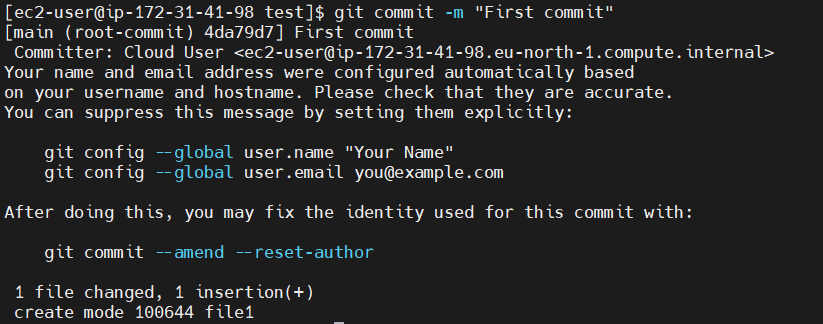 [ec2-user@ip-172-31-41-98 test]$ git commit -m "First commit"
[main (root-commit) 4da79d7] First commit
 Committer: Cloud User <ec2-user@ip-172-31-41-98.eu-north-1.compute.internal>
Your name and email address were configured automatically based
on your username and hostname. Please check that they are accurate.
You can suppress this message by setting them explicitly:

    git config --global user.name "Your Name"
    git config --global user.email you@example.com

After doing this, you may fix the identity used for this commit with:

    git commit --amend --reset-author

 1 file changed, 1 insertion(+)
 create mode 100644 file1